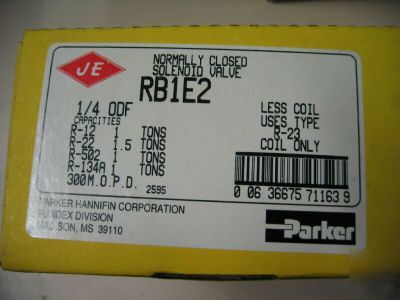 JE
NORMALLY CLOSED
SOLENOID VALVE
RB1E2
1/4 ODF
CAPACITIES
R-12 1 TONS
R-22 1.5 TONS
R-502 1 TONS
R-134A 1 TONS
300 M.O.P.D. 2595
LESS COIL
USES TYPE
R-23
COIL ONLY
0 06 36675 71163 9
PARKER HANNIFIN CORPORATION
FLUIDEX DIVISION
MADISON, MS 39110
Parker